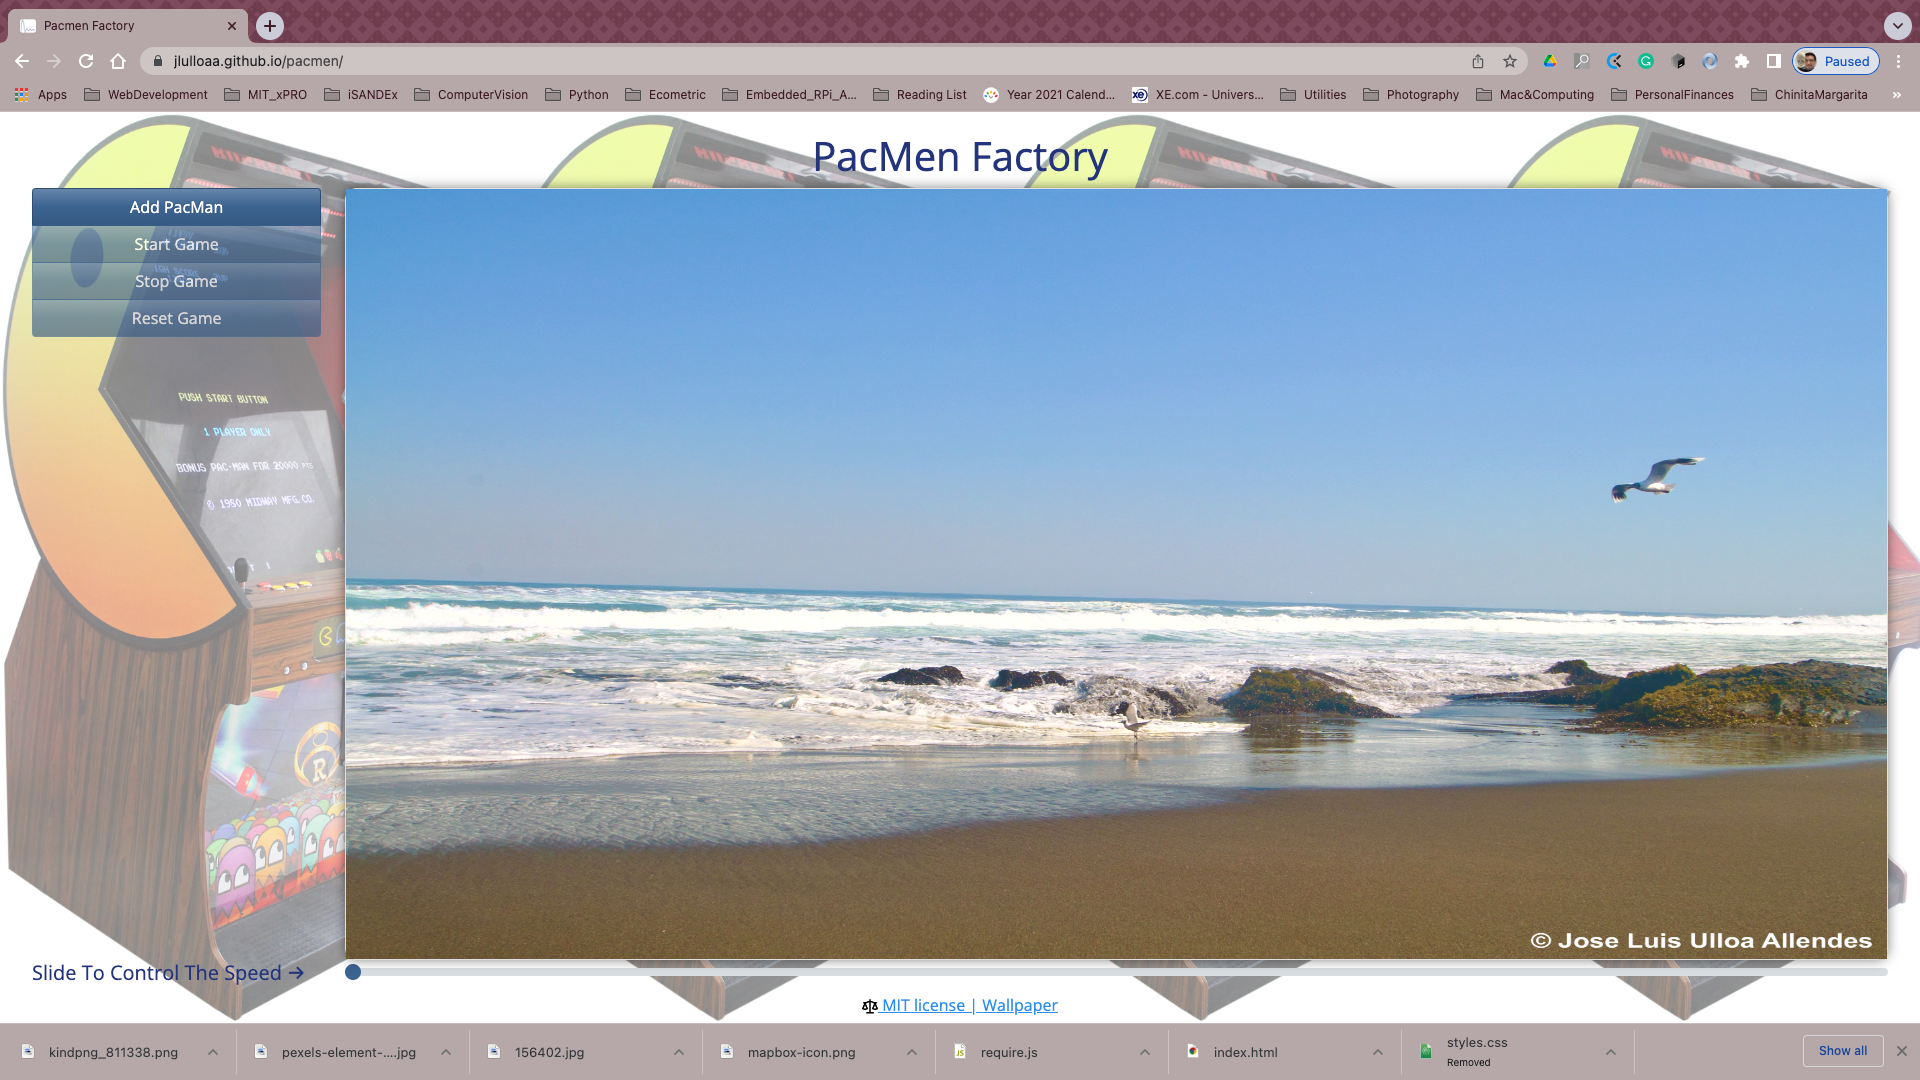 Pacmen Factory
jlulloaa.github.io/pacmen/
Paused
Apps
WebDevelopment
MIT_xPRO
iSANDEx
ComputerVision
Python
Ecometric
Embedded_RPi_A...
Reading List
Year 2021 Calend...
XE.com - Univers...
Utilities
Photography
Mac&Computing
PersonalFinances
ChinitaMargarita
»
PacMen Factory
Add PacMan
Start Game
Stop Game
Reset Game
PUSH START BUTTON
1 PLAYER ONLY
BONUS PAC-MAN FOR 20000 PTS
© 1980 MIDWAY MFG.CO.
© Jose Luis Ulloa Allendes
Slide To Control The Speed →
MIT license | Wallpaper
kindpng_811338.png
pexels-element-....jpg
156402.jpg
mapbox-icon.png
require.js
index.html
styles.css
Removed
Show all